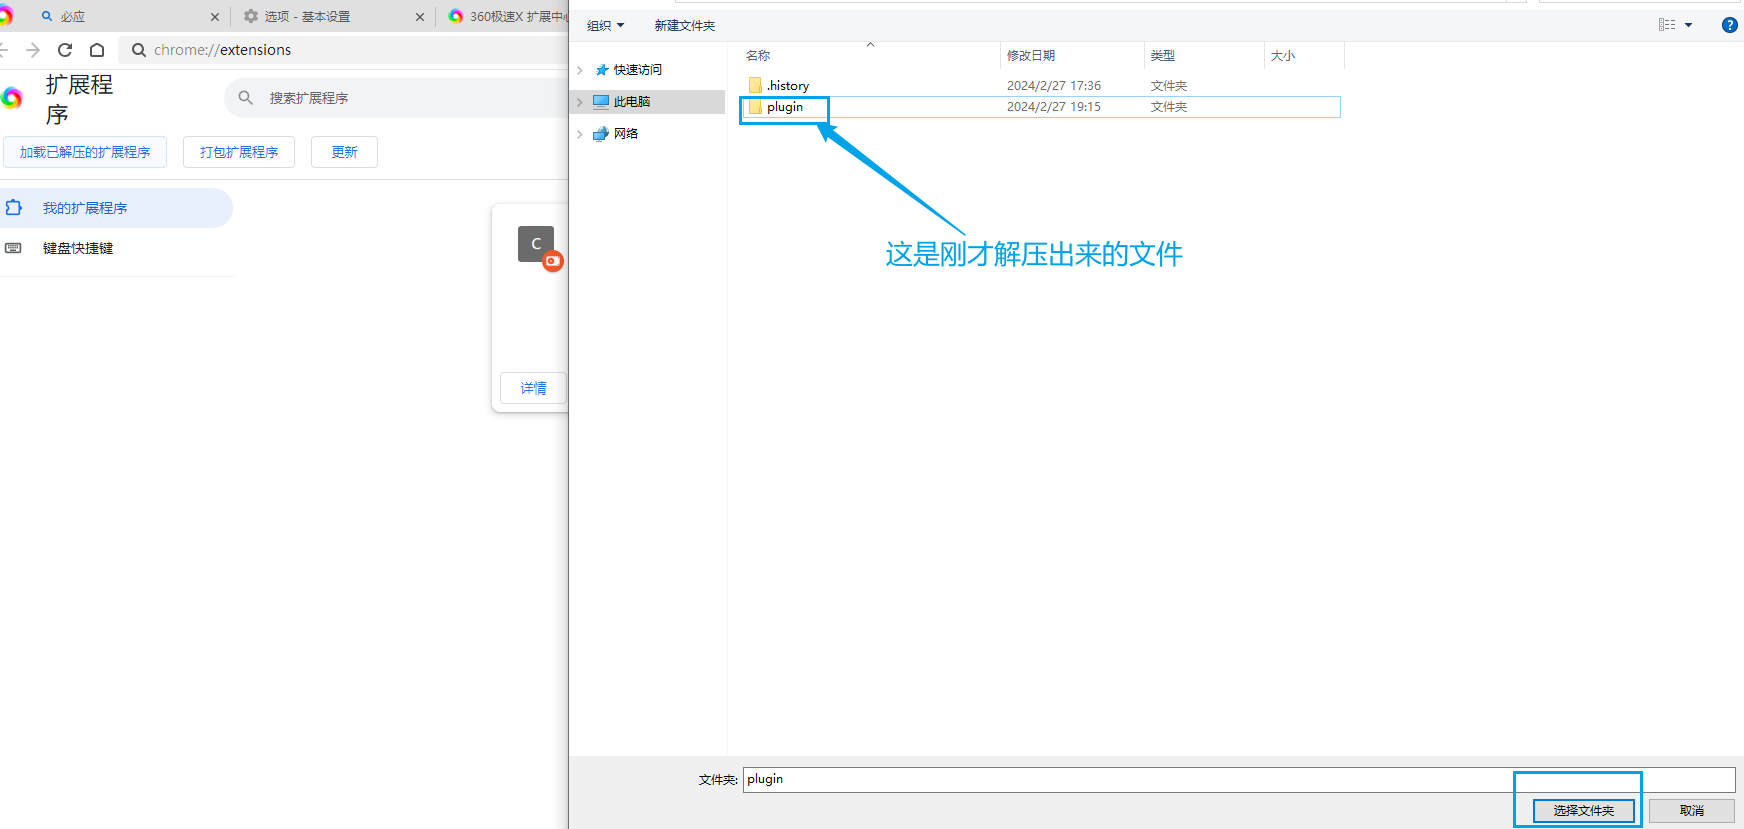 必应
选项 - 基本设置
360极速X 扩展中心
chrome://extensions
扩展程
序
搜索扩展程序
加载已解压的扩展程序
打包扩展程序
更新
我的扩展程序
键盘快捷键
C
详情
组织
新建文件夹
快速访问
此电脑
网络
名称 修改日期 类型 大小
.history 2024/2/27 17:36 文件夹
plugin 2024/2/27 19:15 文件夹
这是刚才解压出来的文件
文件夹: plugin
选择文件夹
取消